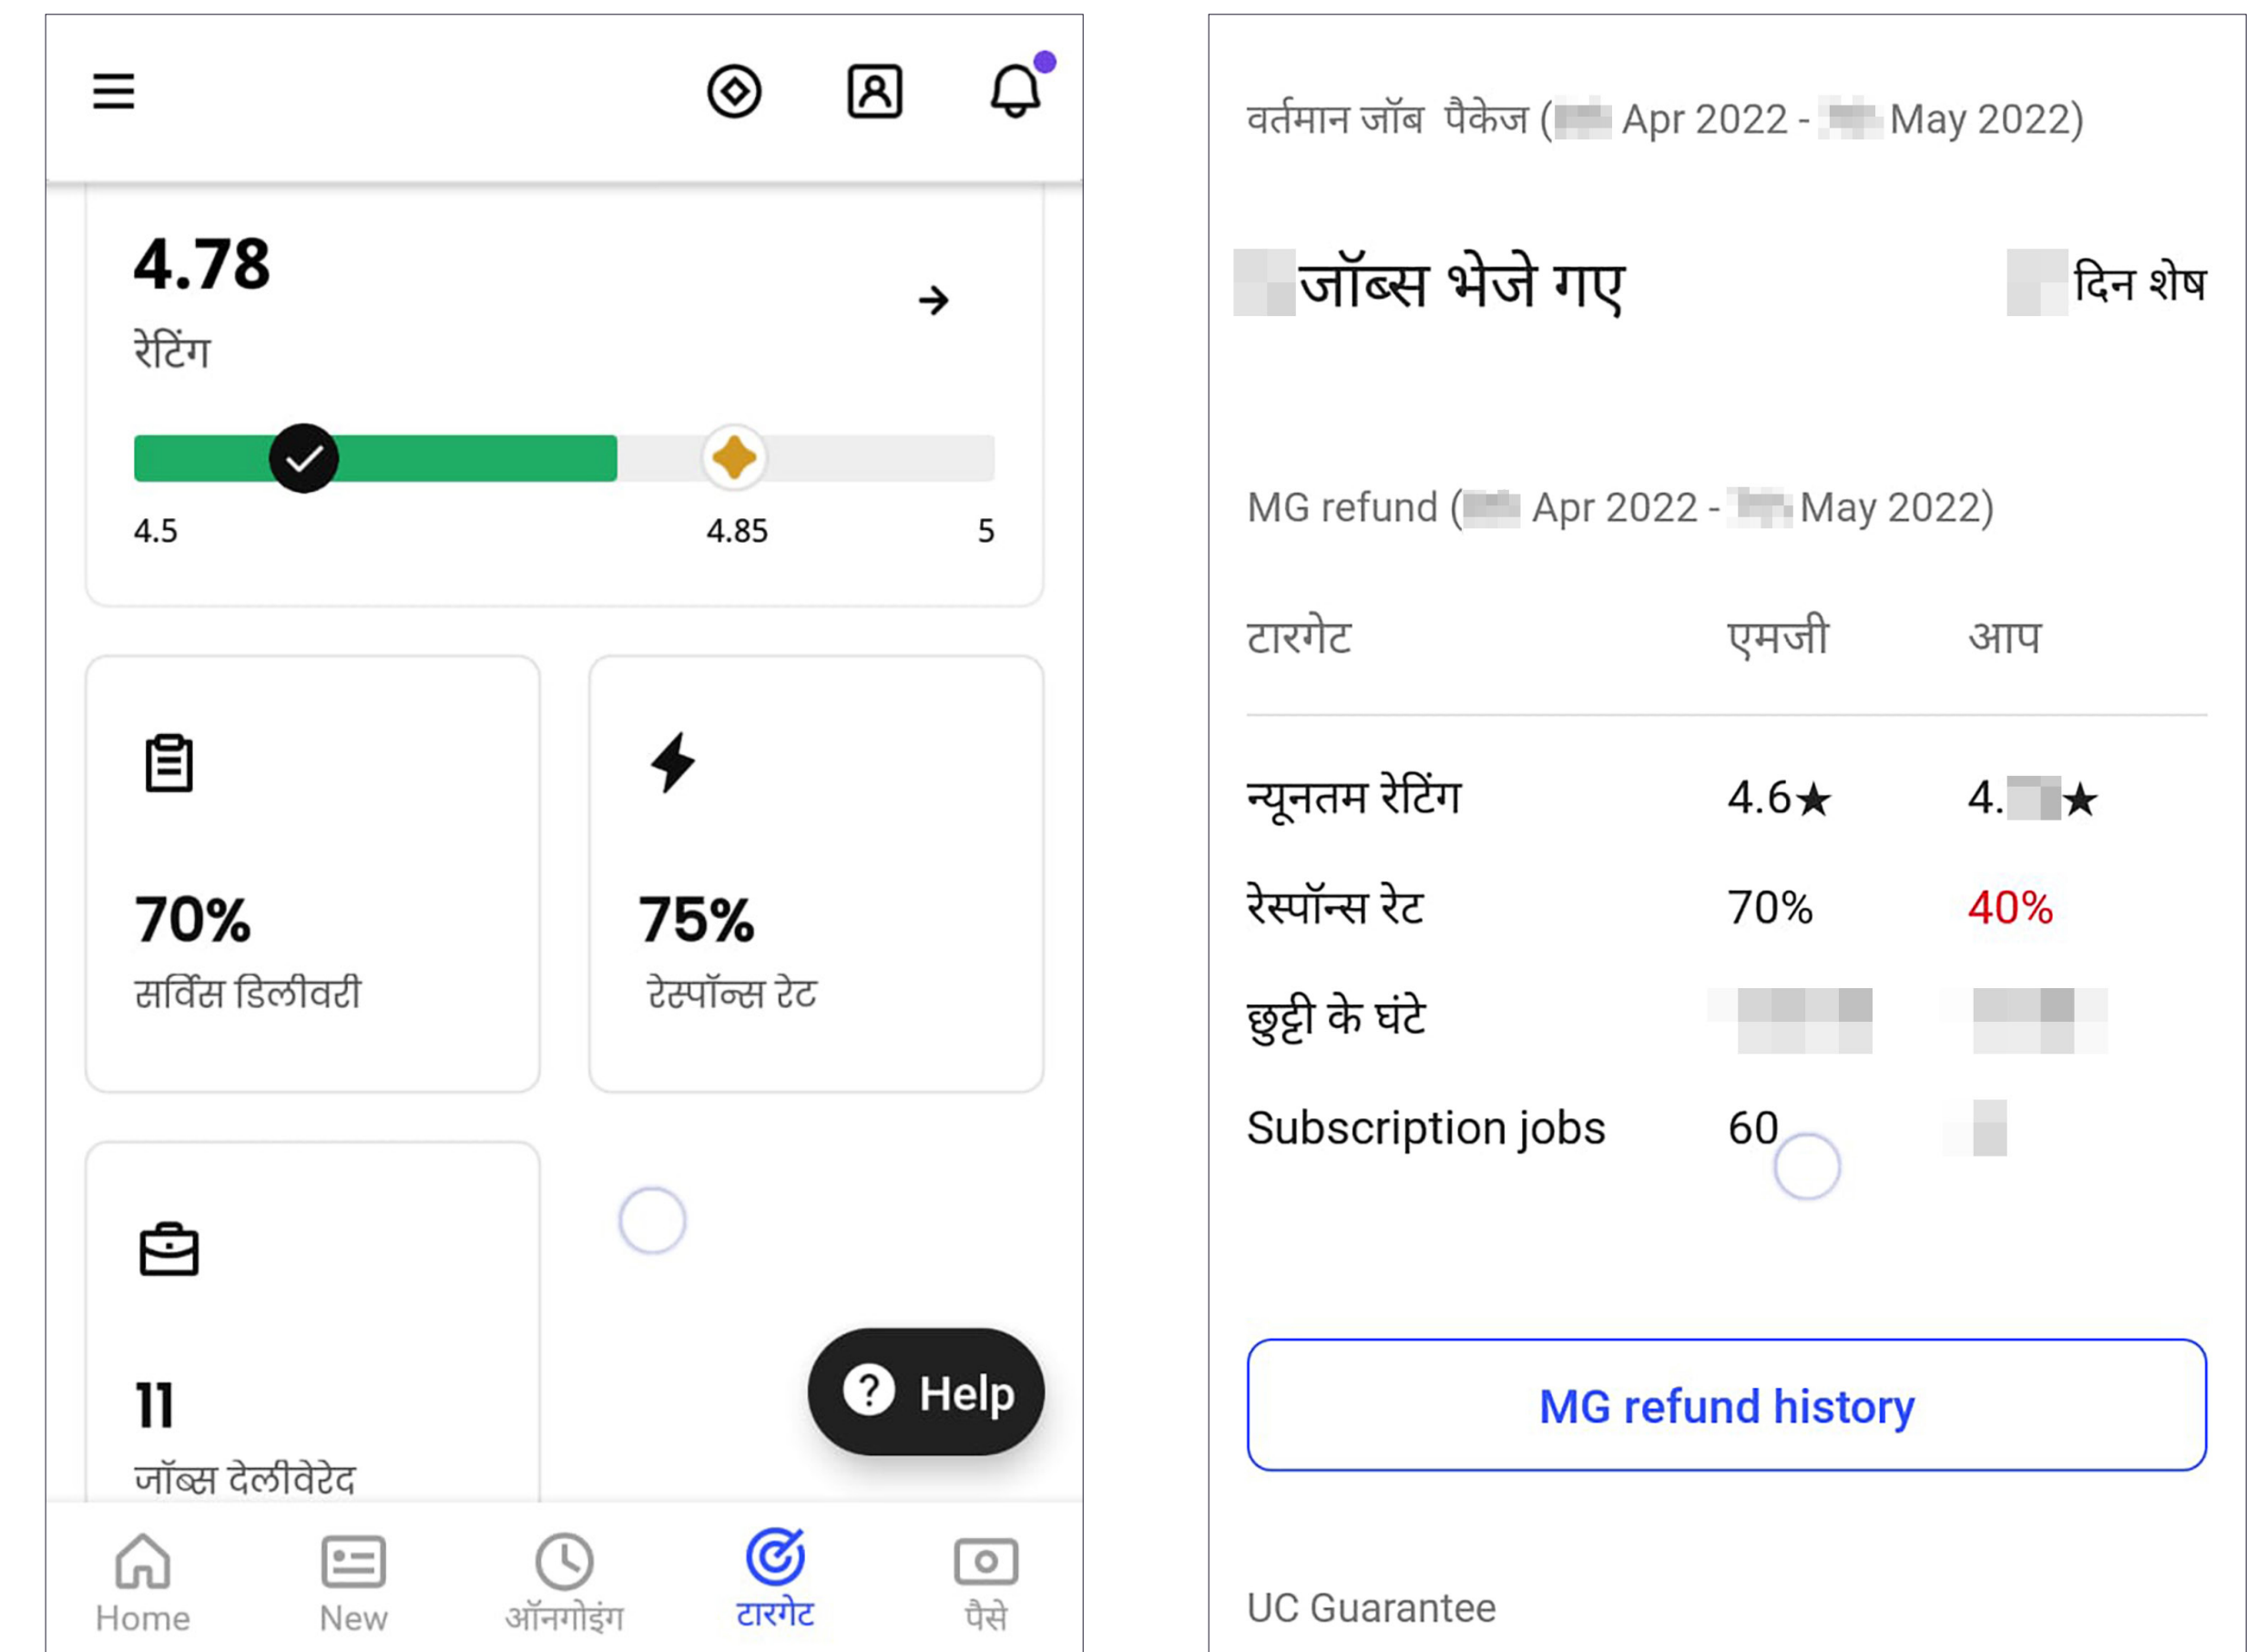 4.78
रेटिंग
4.5 4.85 5
70%
सर्विस डिलीवरी
75%
रेस्पॉन्स रेट
11
जॉब्स देलीवेरेद
? Help
Home New ऑनगोइंग टारगेट पैसे
वर्तमान जॉब पैकेज ( Apr 2022 - May 2022)
जॉब्स भेजे गए दिन शेष
MG refund ( Apr 2022 - May 2022)
टारगेट एमजी आप
न्यूनतम रेटिंग 4.6★ 4. ★
रेस्पॉन्स रेट 70% 40%
छुट्टी के घंटे
Subscription jobs 60
MG refund history
UC Guarantee